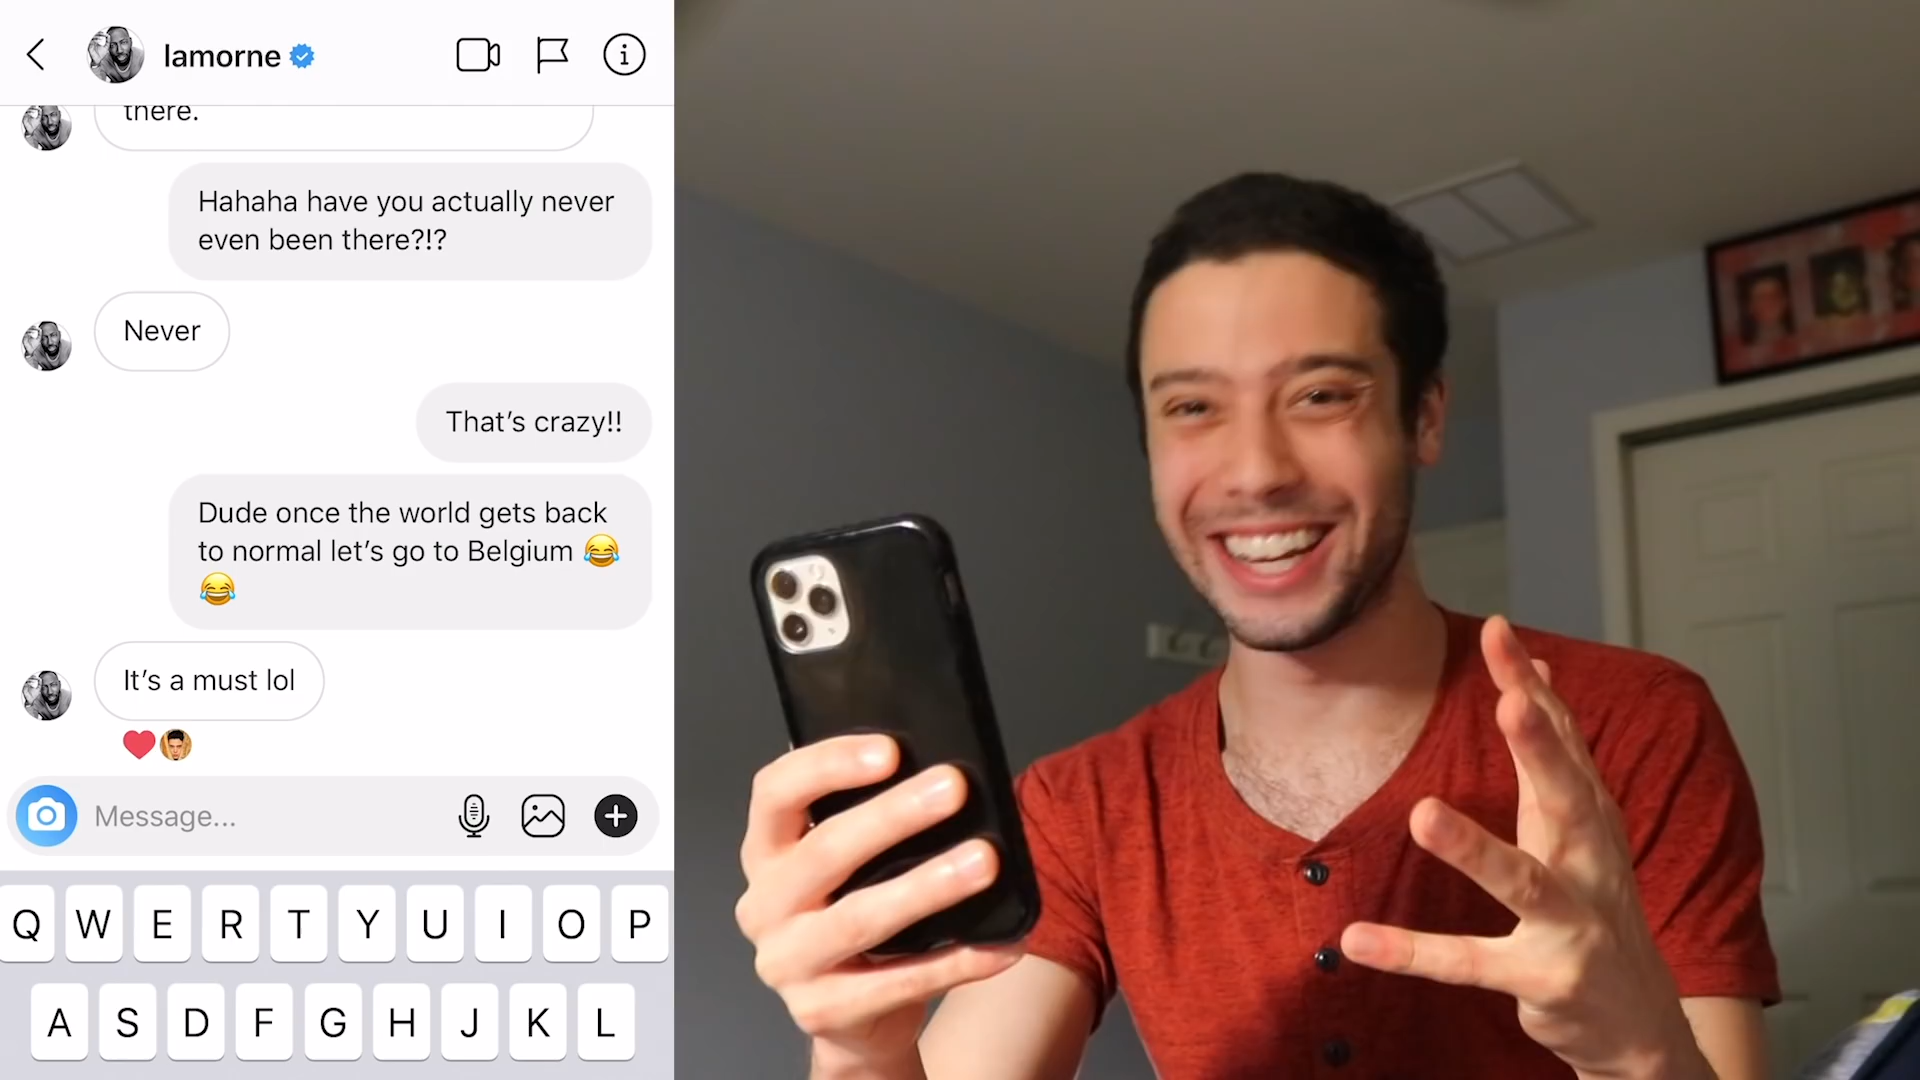 lamorne
there.
Hahaha have you actually never
even been there?!?
Never
That’s crazy!!
Dude once the world gets back
to normal let’s go to Belgium 😂
😂
It’s a must lol
Message...
Q W E R T Y U I O P
A S D F G H J K L